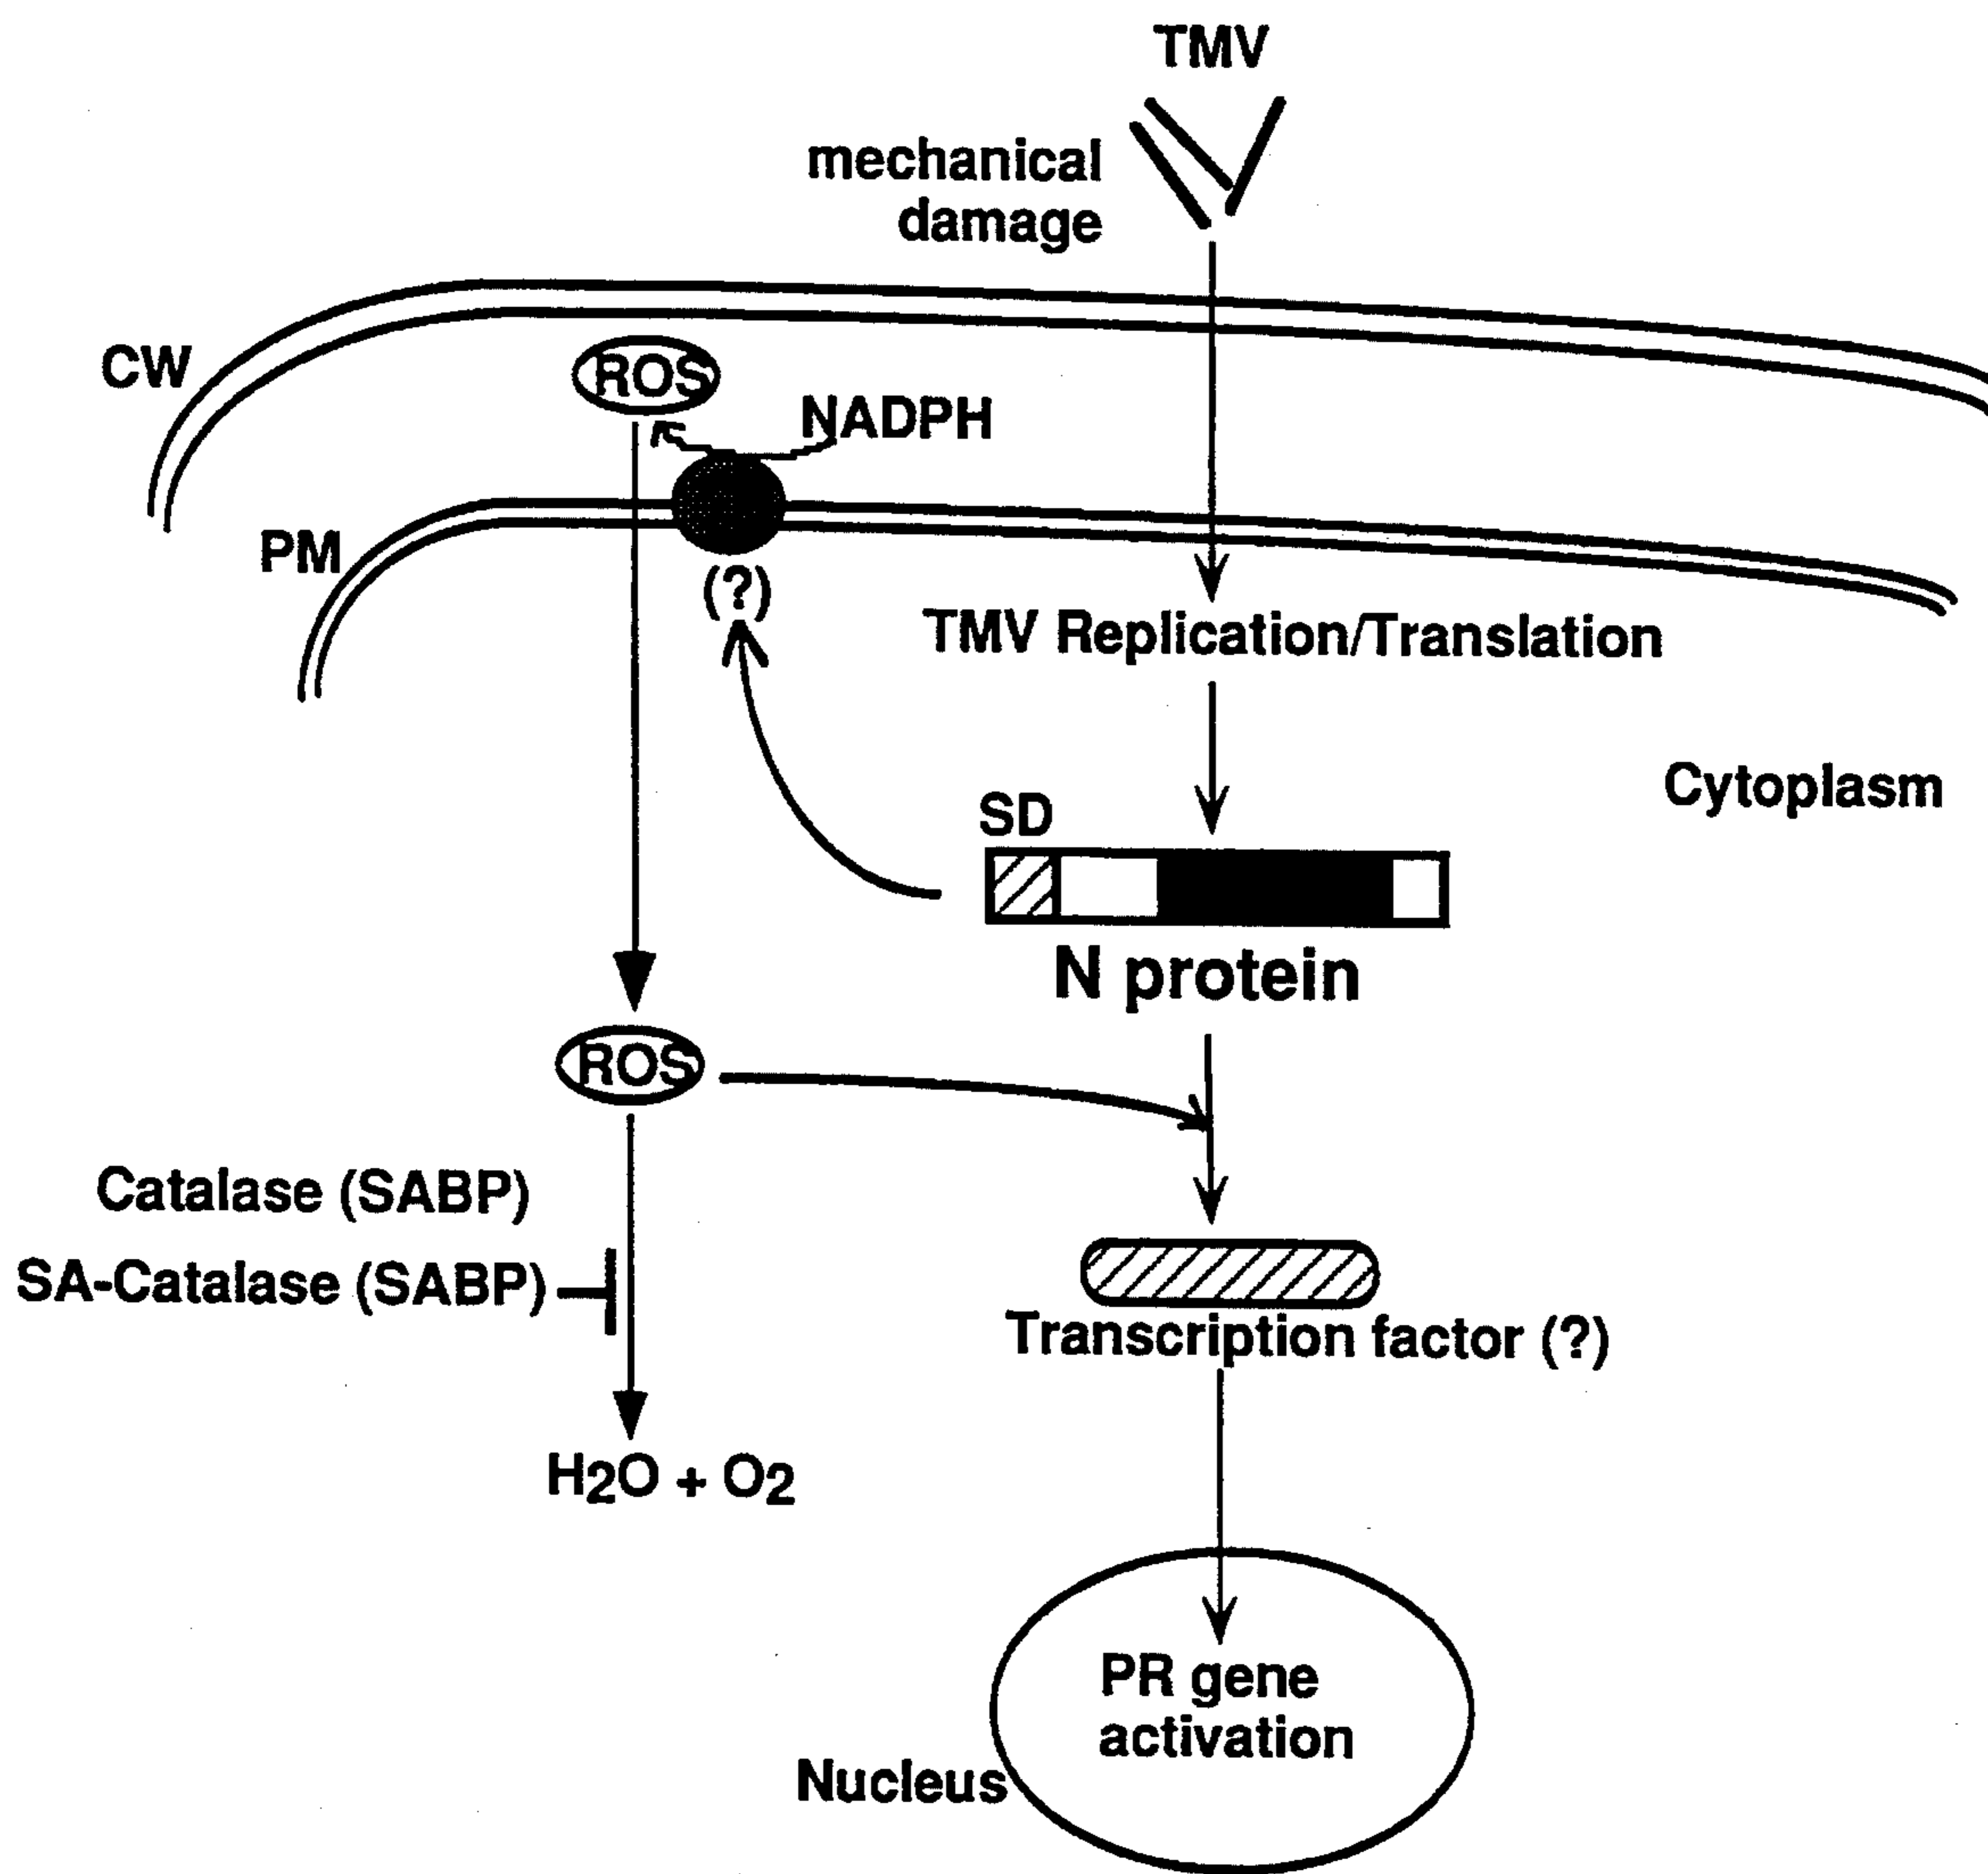 TMV
mechanical
damage
CW
ROS
NADPH
PM
(?)
TMV Replication/Translation
Cytoplasm
SD
N protein
ROS
Catalase (SABP)
SA-Catalase (SABP)
Transcription factor (?)
H2O + O2
PR gene
activation
Nucleus